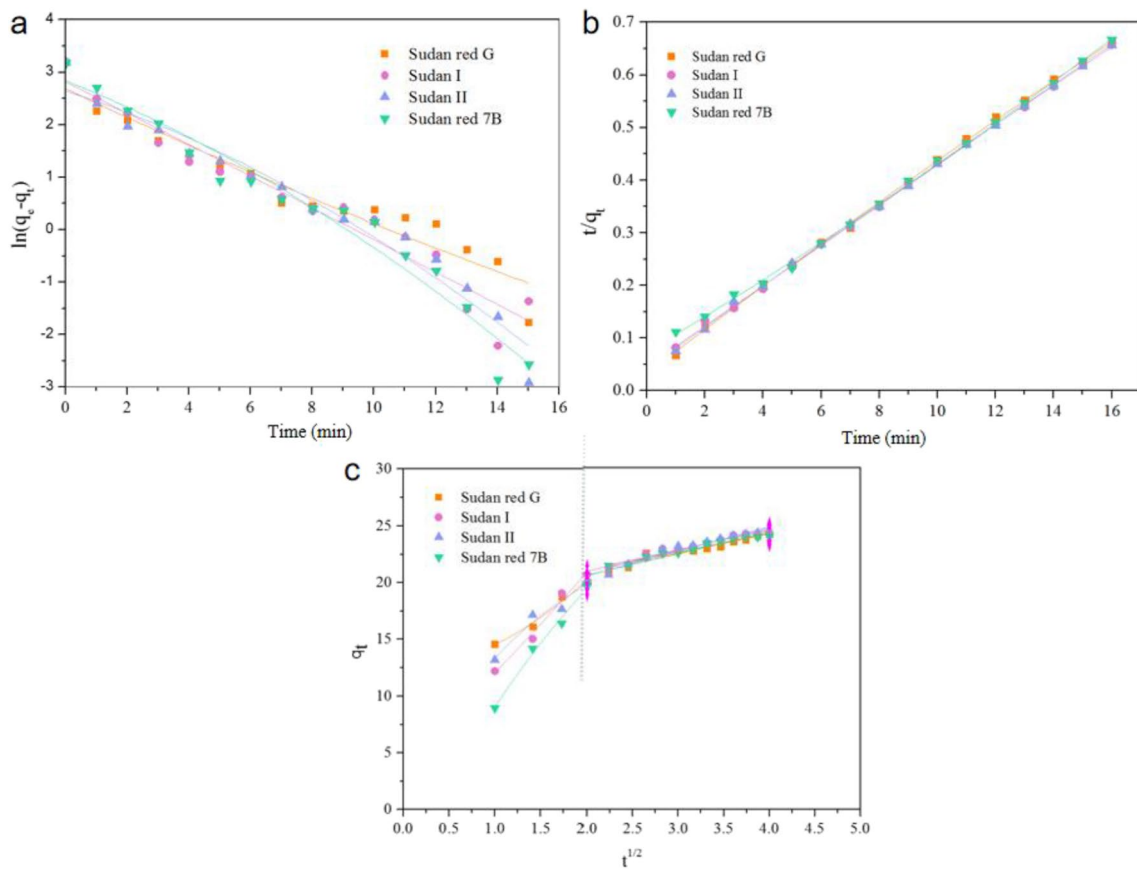 a
4
3
2
1
0
-1
-2
-3
ln(qₑ-qₜ)
Sudan red G
Sudan I
Sudan II
Sudan red 7B
0 2 4 6 8 10 12 14 16
Time (min)
b
0.7
0.6
0.5
0.4
0.3
0.2
0.1
0.0
t/qₜ
Sudan red G
Sudan I
Sudan II
Sudan red 7B
0 2 4 6 8 10 12 14 16
Time (min)
c
30
25
20
15
10
5
0
qₜ
Sudan red G
Sudan I
Sudan II
Sudan red 7B
0.0 0.5 1.0 1.5 2.0 2.5 3.0 3.5 4.0 4.5 5.0
t^1/2